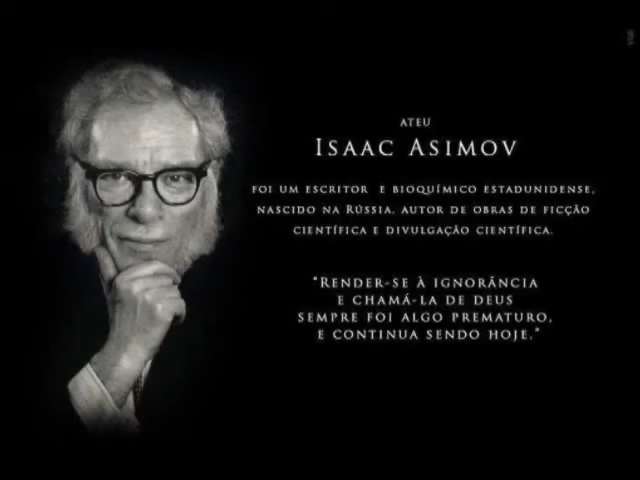 ATEU
ISAAC ASIMOV
FOI UM ESCRITOR E BIOQUÍMICO ESTADUNIDENSE,
NASCIDO NA RÚSSIA, AUTOR DE OBRAS DE FICÇÃO
CIENTÍFICA E DIVULGAÇÃO CIENTÍFICA.
"RENDER-SE À IGNORÂNCIA
E CHAMÁ-LA DE DEUS
SEMPRE FOI ALGO PREMATURO,
E CONTINUA SENDO HOJE."